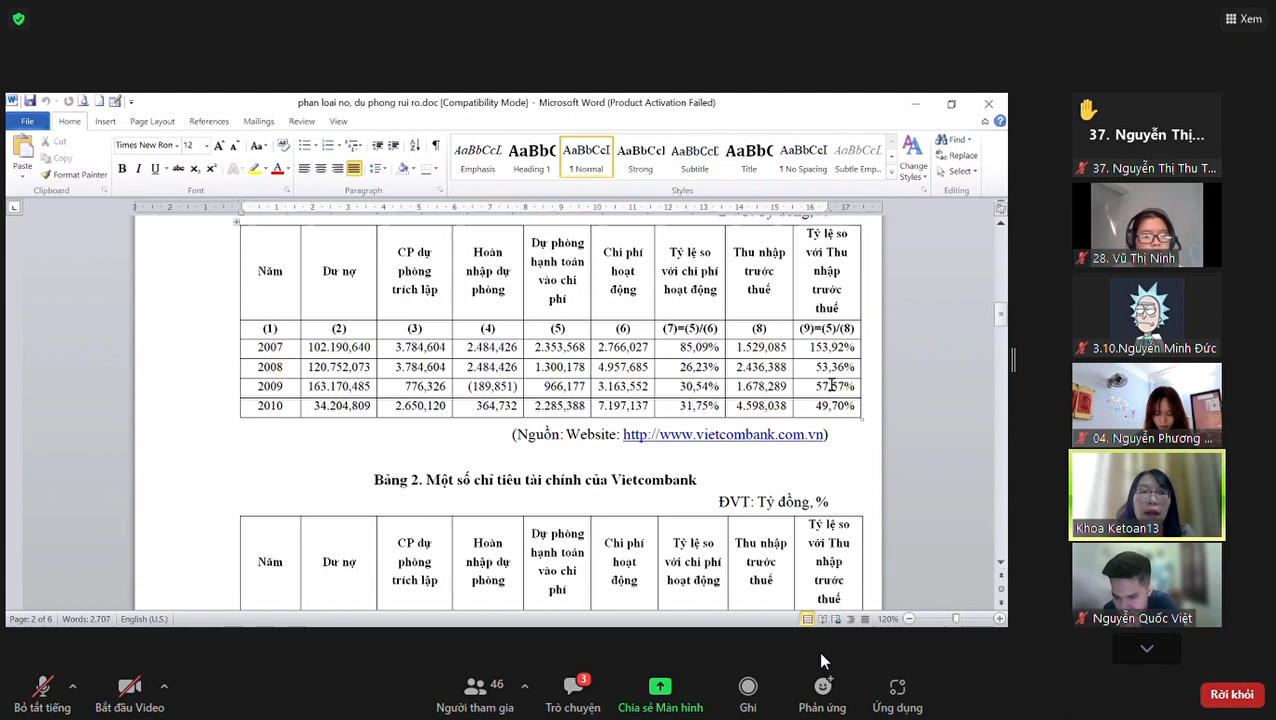 Xem
phan loai no, du phong rui ro.doc [Compatibility Mode] - Microsoft Word (Product Activation Failed)
File Home Insert Page Layout References Mailings Review View
Paste
Cut
Copy
Format Painter
Clipboard
Times New Rom 12
Font
Paragraph
AaBbCcL AaBbC AaBbCcI AaBbCcI AaBbCcI AaBbC AaBbCcI AaBbCcL
Emphasis Heading 1 ¶ Normal Strong Subtitle Title ¶ No Spacing Subtle Emp...
Styles
Change Styles
Find
Replace
Select
Editing
Năm Dư nợ CP dự phòng trích lập Hoàn nhập dự phòng Dự phòng hạnh toán vào chi phí Chi phí hoạt động Tỷ lệ so với chi phí hoạt động Thu nhập trước thuế Tỷ lệ so với Thu nhập trước thuế
(1) (2) (3) (4) (5) (6) (7)=(5)/(6) (8) (9)=(5)/(8)
2007 102.190,640 3.784,604 2.484,426 2.353,568 2.766,027 85,09% 1.529,085 153,92%
2008 120.752,073 3.784,604 2.484,426 1.300,178 4.957,685 26,23% 2.436,388 53,36%
2009 163.170,485 776,326 (189,851) 966,177 3.163,552 30,54% 1.678,289 57,57%
2010 34.204,809 2.650,120 364,732 2.285,388 7.197,137 31,75% 4.598,038 49,70%
(Nguồn: Website: http://www.vietcombank.com.vn)
Bảng 2. Một số chỉ tiêu tài chính của Vietcombank
ĐVT: Tỷ đồng, %
Năm Dư nợ CP dự phòng trích lập Hoàn nhập dự phòng Dự phòng hạnh toán vào chi phí Chi phí hoạt động Tỷ lệ so với chi phí hoạt động Thu nhập trước thuế Tỷ lệ so với Thu nhập trước thuế
Page: 2 of 6 Words: 2.707 English (U.S.) 120%
37. Nguyễn Thị...
37. Nguyễn Thị Thu T...
28. Vũ Thị Ninh
3.10.Nguyễn Minh Đức
04. Nguyễn Phương ...
Khoa Ketoan13
Nguyễn Quốc Việt
46 3
Bỏ tắt tiếng Bắt đầu Video Người tham gia Trò chuyện Chia sẻ Màn hình Ghi Phản ứng Ứng dụng Rời khỏi